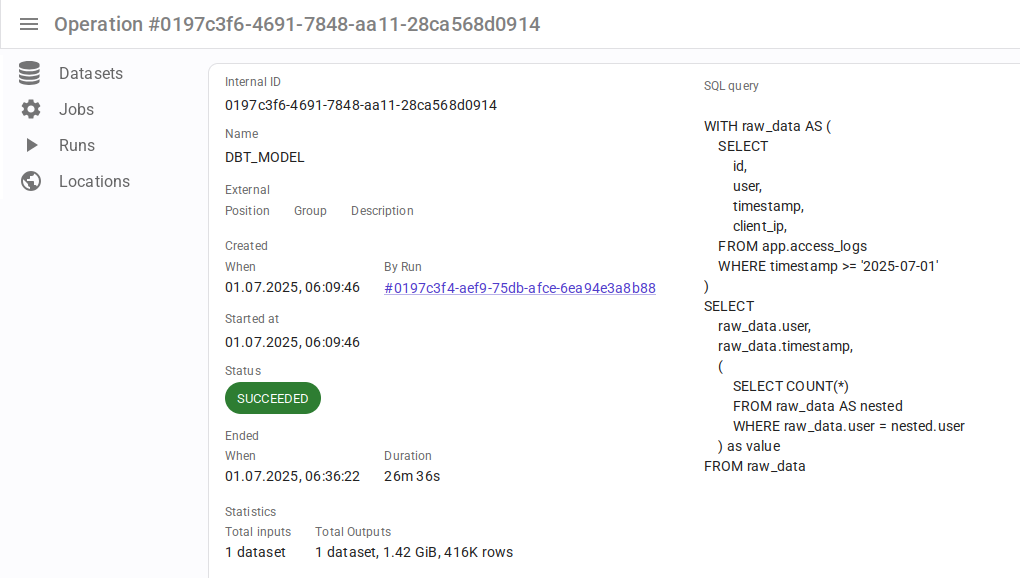 Operation #0197c3f6-4691-7848-aa11-28ca568d0914
Datasets
Jobs
Runs
Locations
Internal ID
0197c3f6-4691-7848-aa11-28ca568d0914
Name
DBT_MODEL
External
Position Group Description
Created
When By Run
01.07.2025, 06:09:46 #0197c3f4-aef9-75db-afce-6ea94e3a8b88
Started at
01.07.2025, 06:09:46
Status
SUCCEEDED
Ended
When Duration
01.07.2025, 06:36:22 26m 36s
Statistics
Total inputs Total Outputs
1 dataset 1 dataset, 1.42 GiB, 416K rows
SQL query
WITH raw_data AS (
SELECT
id,
user,
timestamp,
client_ip,
FROM app.access_logs
WHERE timestamp >= '2025-07-01'
)
SELECT
raw_data.user,
raw_data.timestamp,
(
SELECT COUNT(*)
FROM raw_data AS nested
WHERE raw_data.user = nested.user
) as value
FROM raw_data